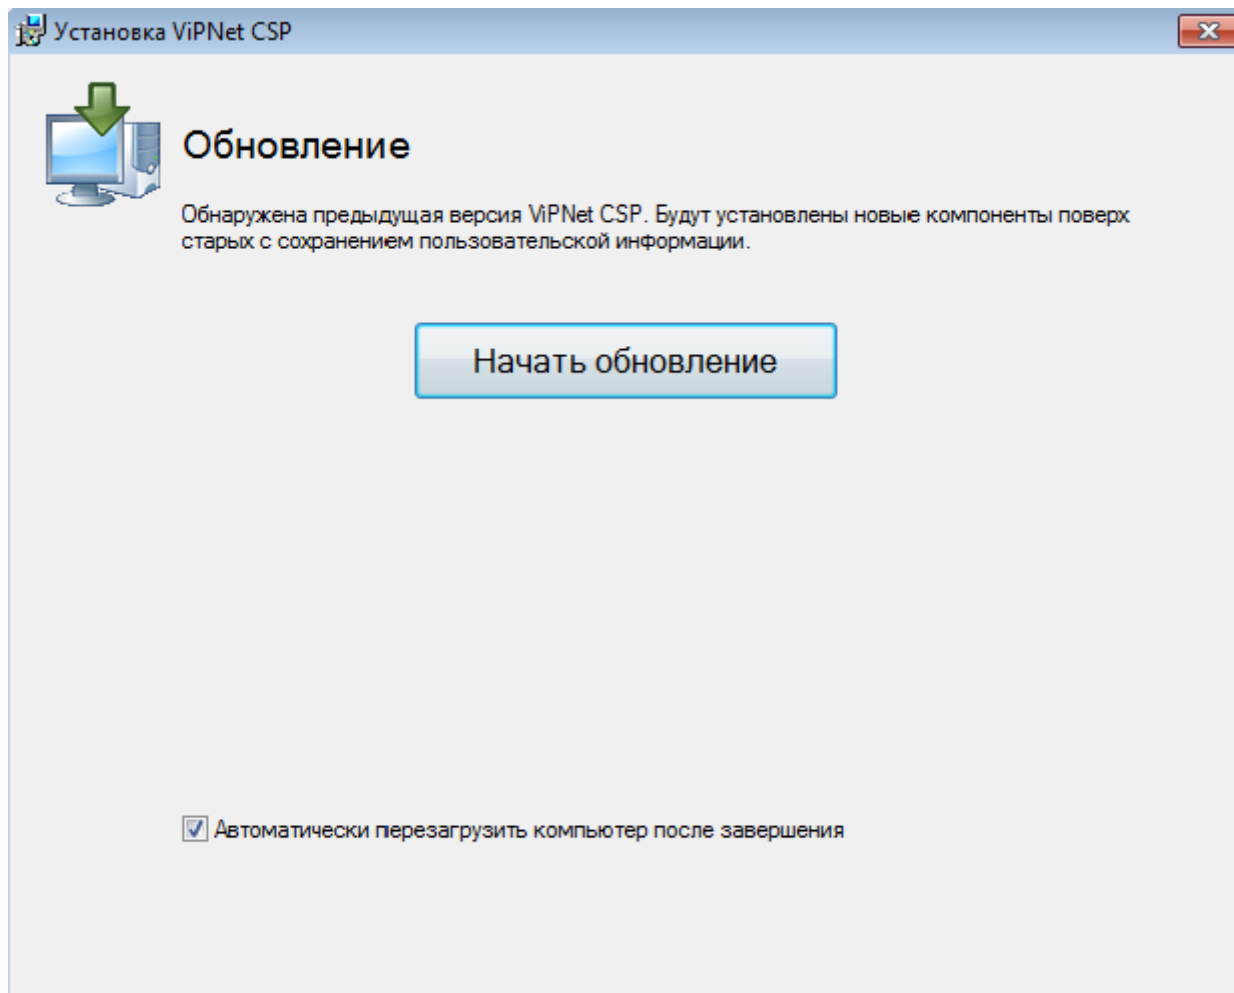 Установка ViPNet CSP
Обновление
Обнаружена предыдущая версия ViPNet CSP. Будут установлены новые компоненты поверх
старых с сохранением пользовательской информации.
Начать обновление
Автоматически перезагрузить компьютер после завершения